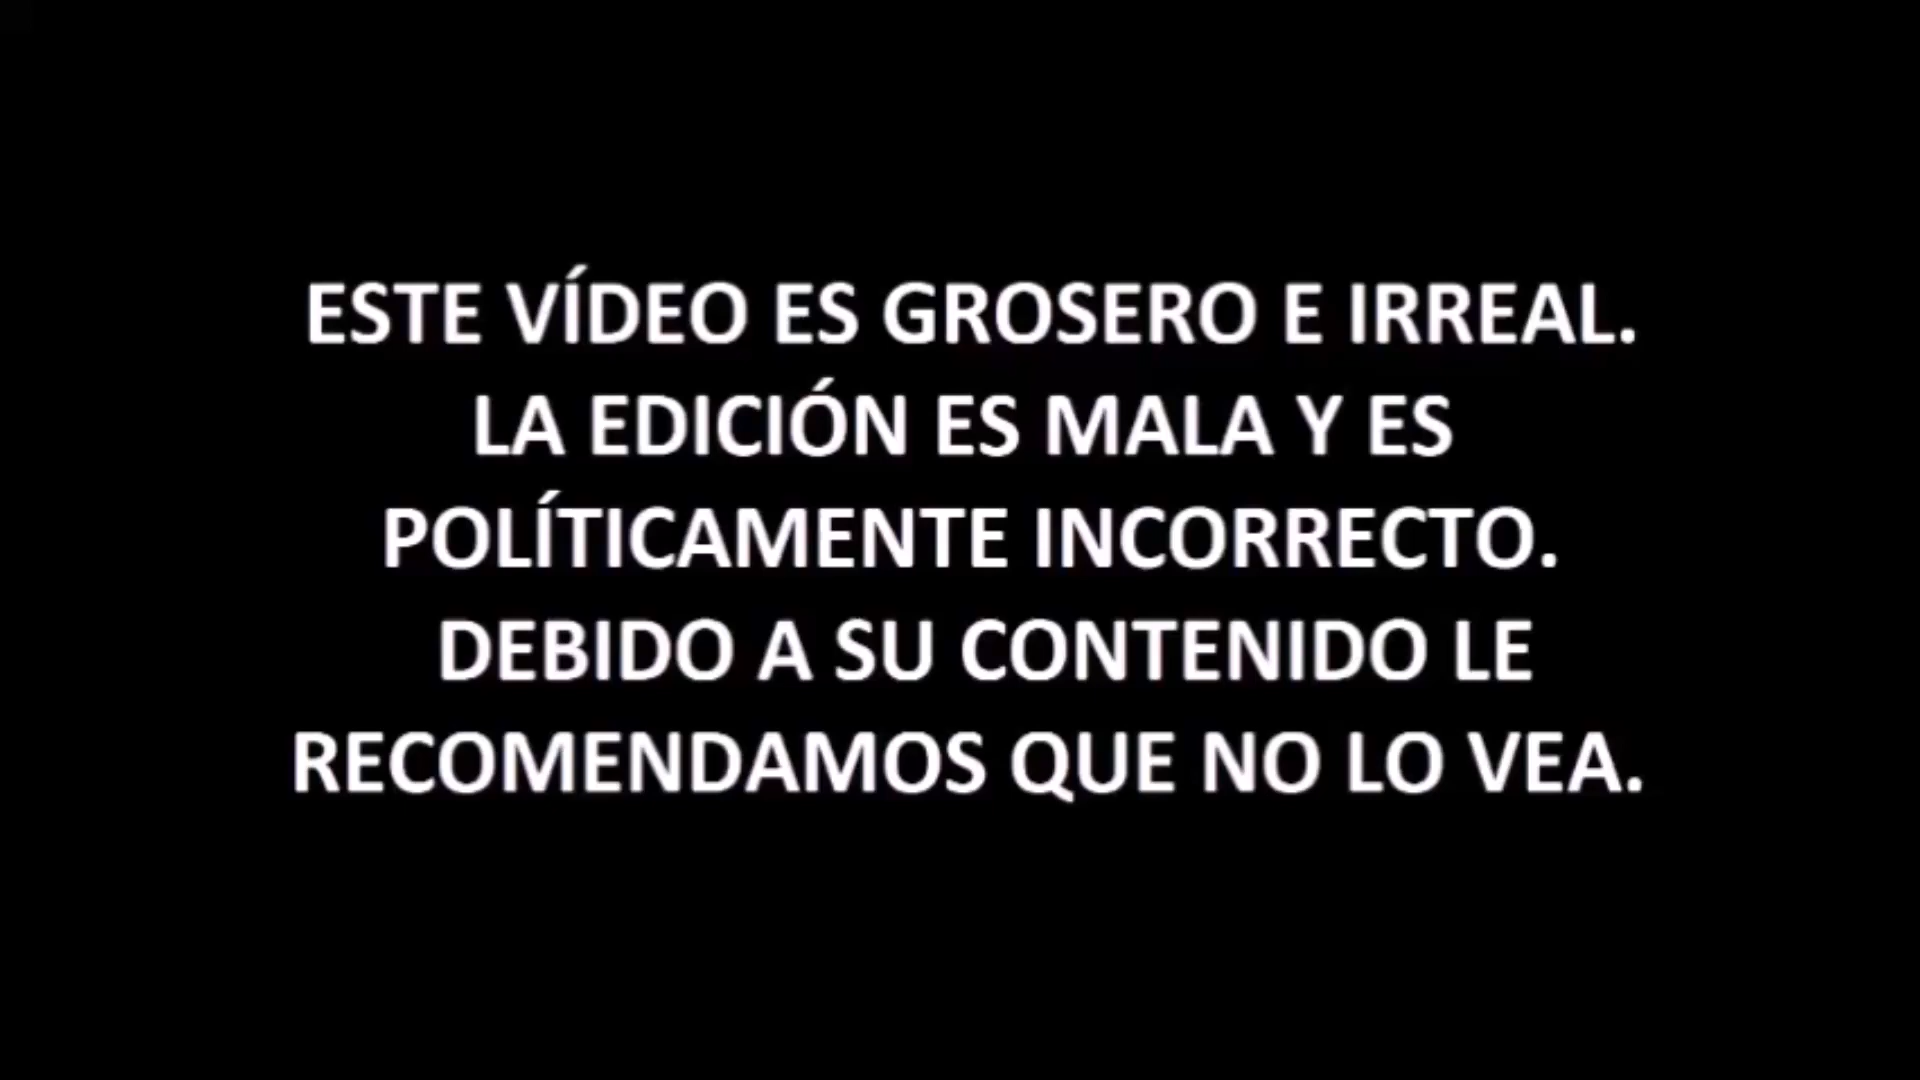 ESTE VÍDEO ES GROSERO E IRREAL.
LA EDICIÓN ES MALA Y ES
POLÍTICAMENTE INCORRECTO.
DEBIDO A SU CONTENIDO LE
RECOMENDAMOS QUE NO LO VEA.